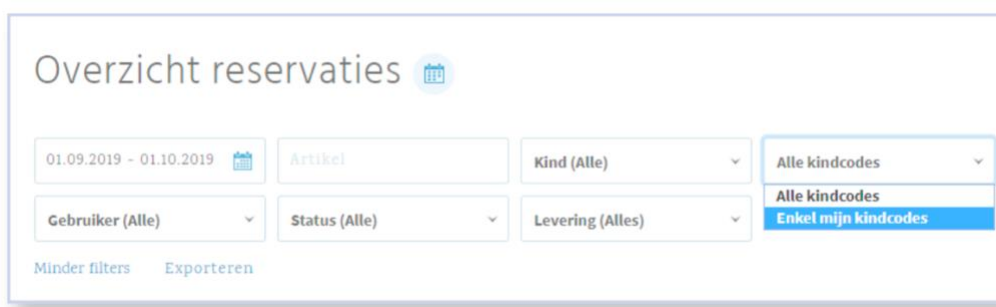 Overzicht reservaties
01.09.2019 - 01.10.2019
Artikel
Kind (Alle)
Alle kindcodes
Alle kindcodes
Enkel mijn kindcodes
Gebruiker (Alle)
Status (Alle)
Levering (Alles)
Minder filters
Exporteren